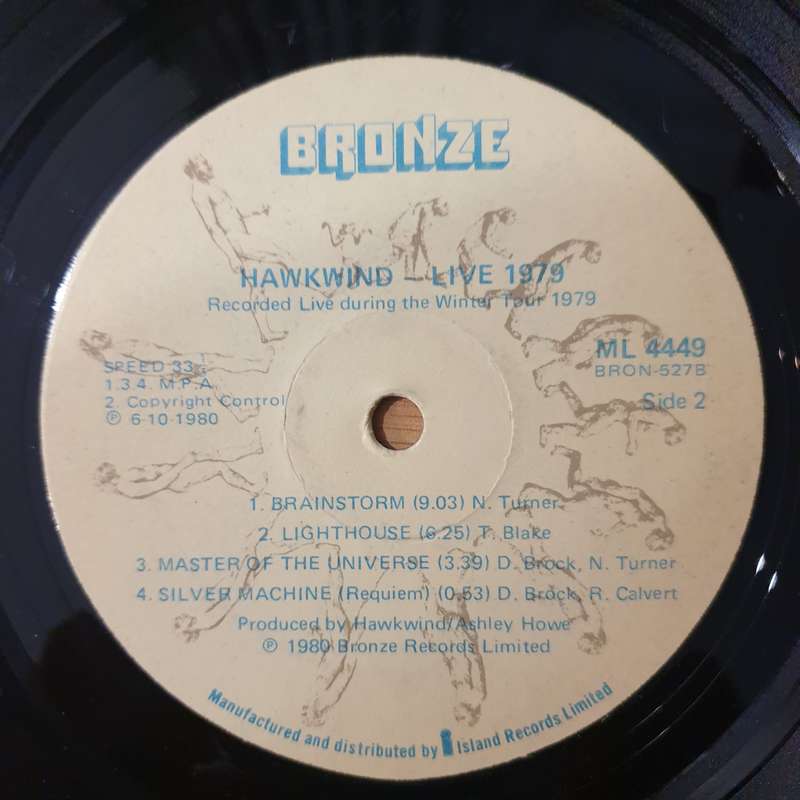 BRONZE
HAWKWIND – LIVE 1979
Recorded Live during the Winter Tour 1979
ML 4449
BRON-527B
Side 2
SPEED 33⅓
1.3.4. M.P.A.
2. Copyright Control
℗ 6-10-1980
1. BRAINSTORM (9.03) N. Turner
2. LIGHTHOUSE (6.25) T. Blake
3. MASTER OF THE UNIVERSE (3.39) D. Brock, N. Turner
4. SILVER MACHINE (Requiem) (0.53) D. Brock, R. Calvert
Produced by Hawkwind/Ashley Howe
℗ 1980 Bronze Records Limited
Manufactured and distributed by Island Records Limited